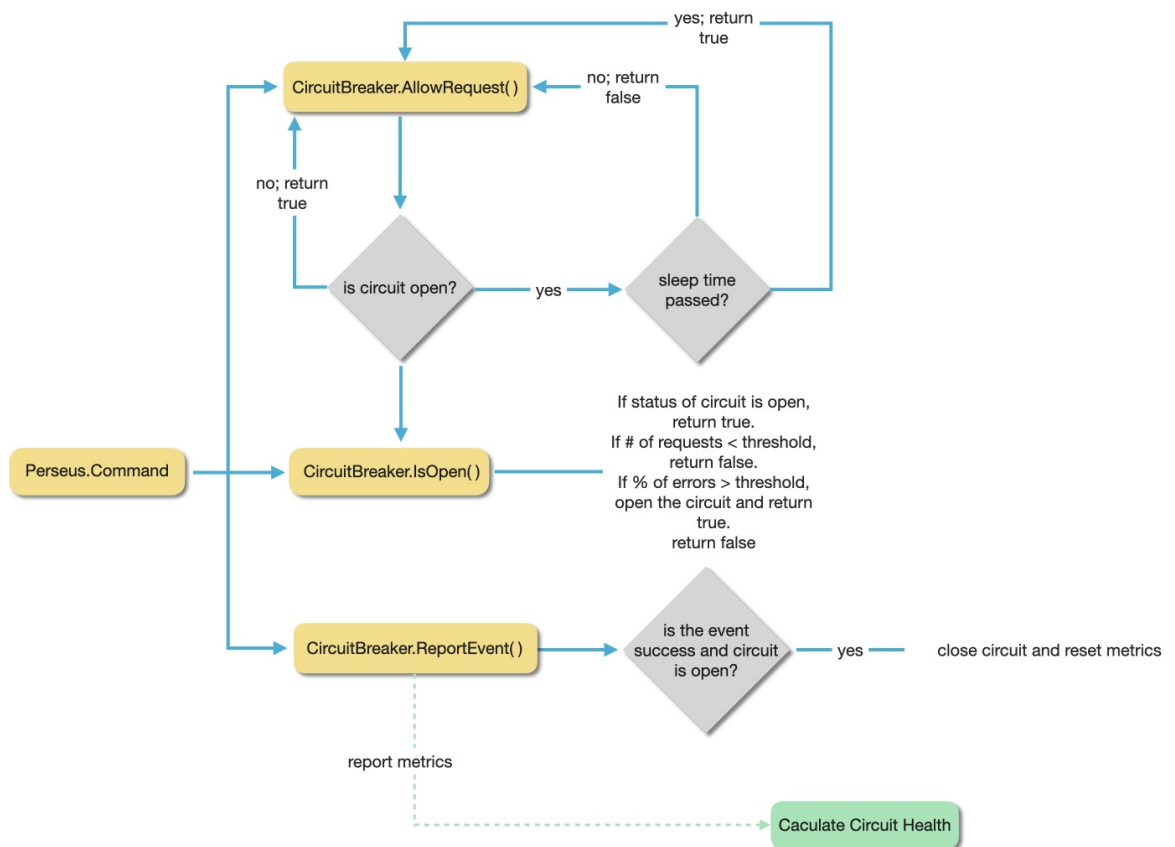 yes; return
true
CircuitBreaker.AllowRequest( )
no; return
false
no; return
true
is circuit open?
yes
sleep time
passed?
If status of circuit is open,
return true.
If # of requests < threshold,
return false.
If % of errors > threshold,
open the circuit and return
true.
return false
Perseus.Command
CircuitBreaker.IsOpen( )
CircuitBreaker.ReportEvent( )
is the event
success and circuit
is open?
yes
close circuit and reset metrics
report metrics
Caculate Circuit Health